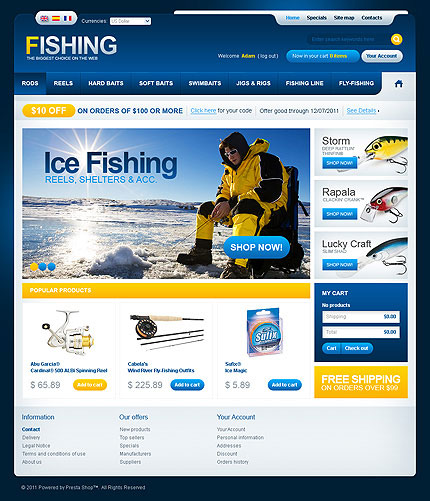 Currencies: US Dollar
Home Specials Site map Contacts
FISHING
THE BIGGEST CHOICE ON THE WEB
Enter search keywords here
Welcome Adam ( log out )
Now in your cart 0 items
Your Account
RODS REELS HARD BAITS SOFT BAITS SWIMBAITS JIGS & RIGS FISHING LINE FLY-FISHING
$10 OFF ON ORDERS OF $100 OR MORE Click here for your code Offer good through 12/07/2011 See Details
Ice Fishing
REELS, SHELTERS & ACC.
SHOP NOW!
Storm
DEEP RATTLIN'
THINFIN®
SHOP NOW!
Rapala
CLACKIN' CRANK™
SHOP NOW!
Lucky Craft
SLIM SHAD
SHOP NOW!
POPULAR PRODUCTS
Abu Garcia®
Cardinal® 500 ALBI Spinning Reel
$ 65.89 Add to cart
Cabela's
Wind River Fly-Fishing Outfits
$ 225.89 Add to cart
Sufix
Sufix®
Ice Magic
$ 5.89 Add to cart
MY CART
No products
Shipping $0.00
Total $0.00
Cart Check out
FREE SHIPPING
ON ORDERS OVER $99
Information
Contact
Delivery
Legal Notice
Terms and conditions of use
About us
Our offers
New products
Top sellers
Specials
Manufacturers
Suppliers
Your Account
Your Account
Personal information
Addresses
Discount
Orders history
© 2011 Powered by Presta Shop™. All Rights Reserved